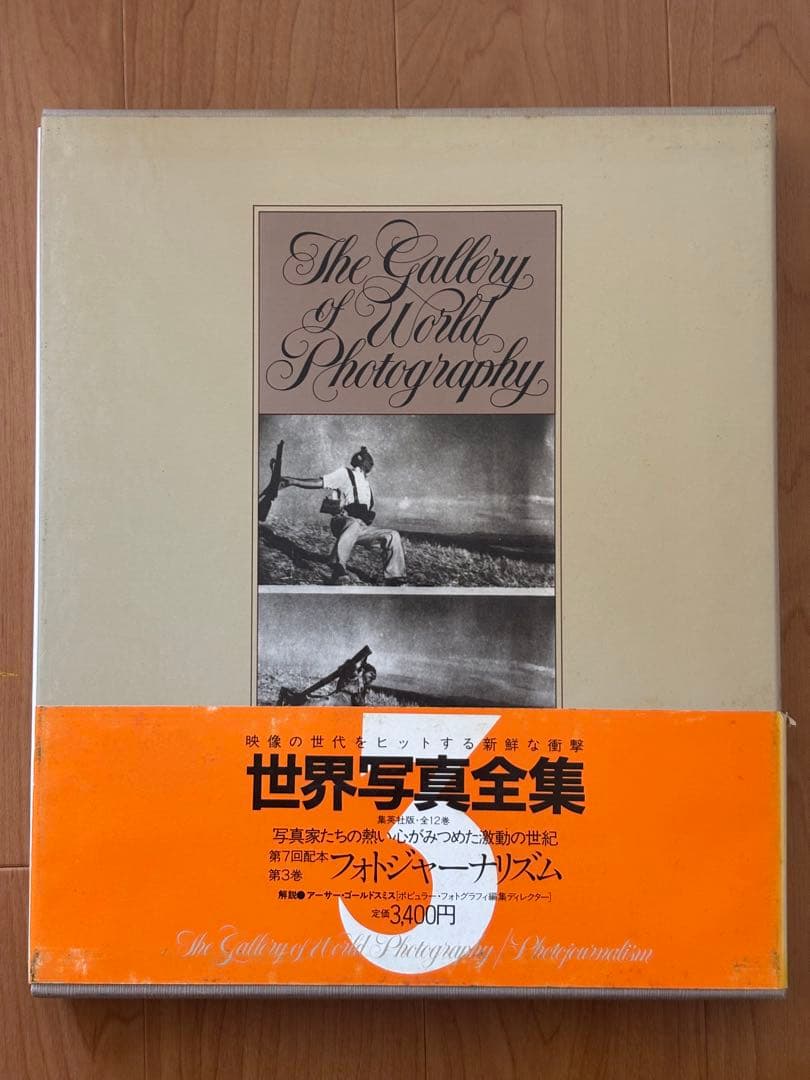 The Gallery
of World
Photography
3
映像の世代をヒットする新鮮な衝撃
世界写真全集
集英社版・全12巻
写真家たちの熱い心がみつめた激動の世紀
第7回配本
第3巻
フォトジャーナリズム
解説●アーサー・ゴールドスミス[ポピュラー・フォトグラフィ編集ディレクター]
定価3,400円
The Gallery of World Photography/Photojournalism